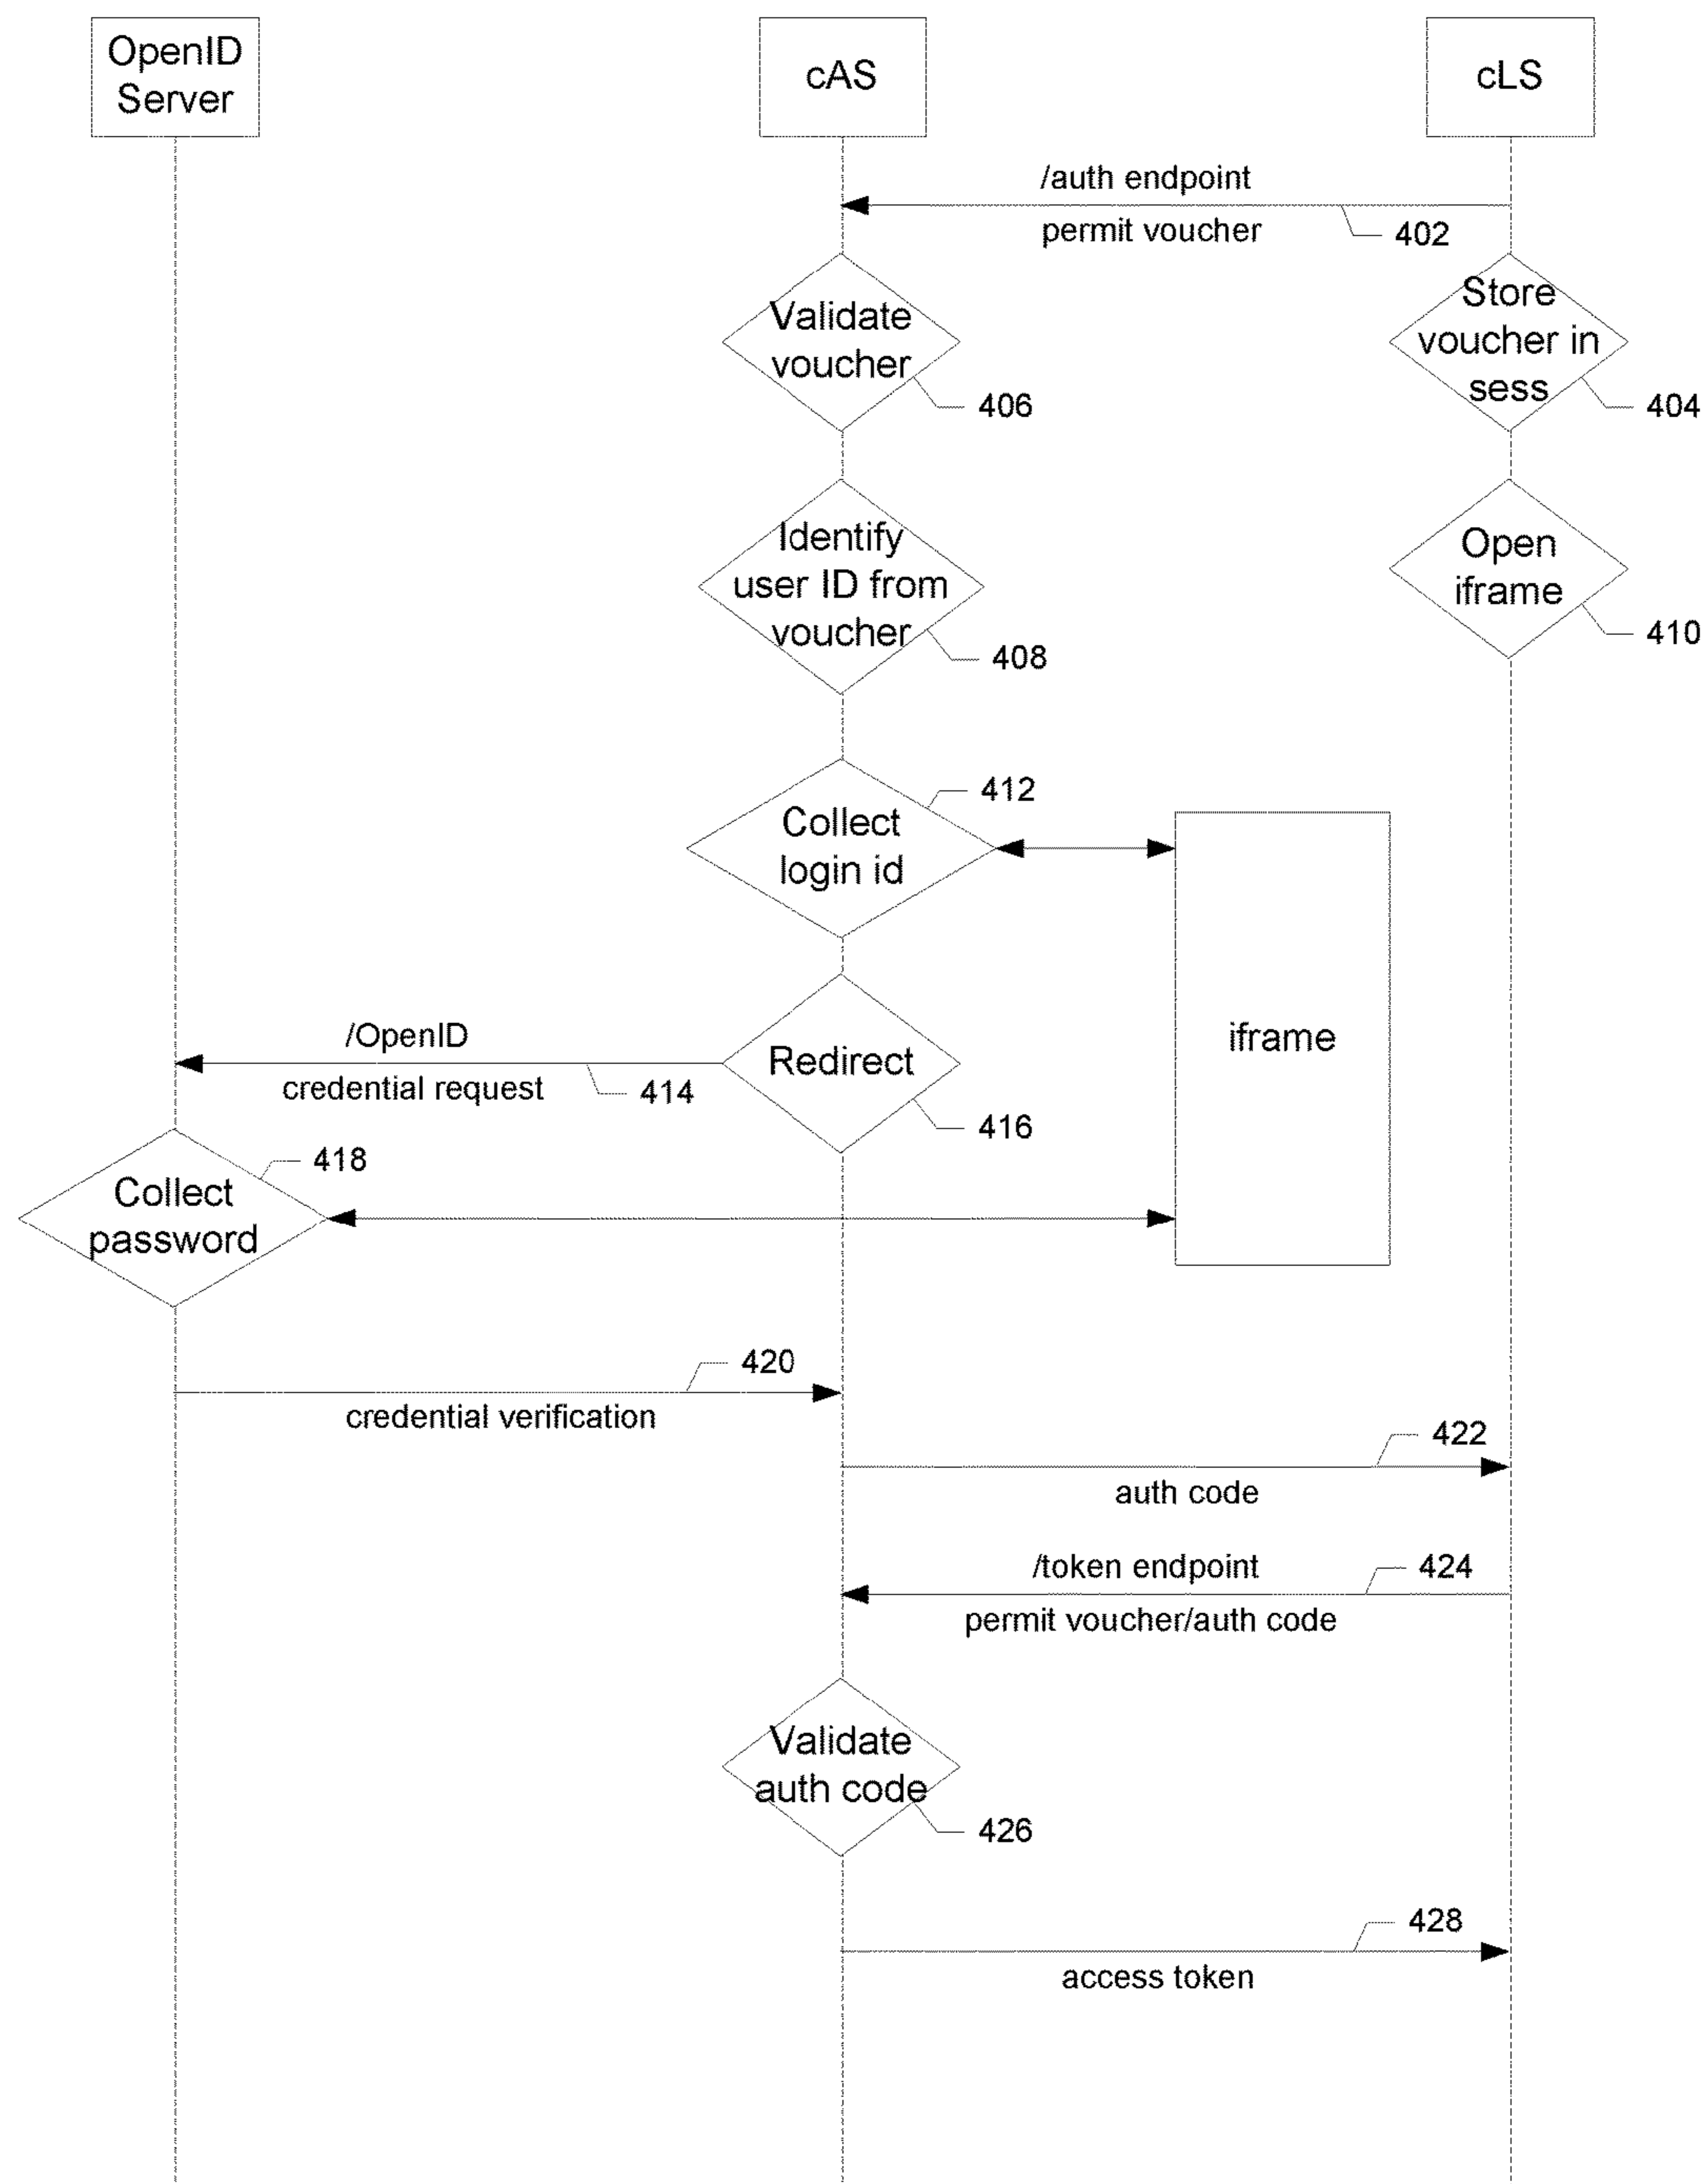 OpenID
Server
cAS
cLS
/auth endpoint
permit voucher
402
Validate
voucher
406
Store
voucher in
sess
404
Identify
user ID from
voucher
408
Open
iframe
410
412
Collect
login id
iframe
/OpenID
credential request
414
Redirect
416
418
Collect
password
420
credential verification
422
auth code
/token endpoint
424
permit voucher/auth code
Validate
auth code
426
428
access token